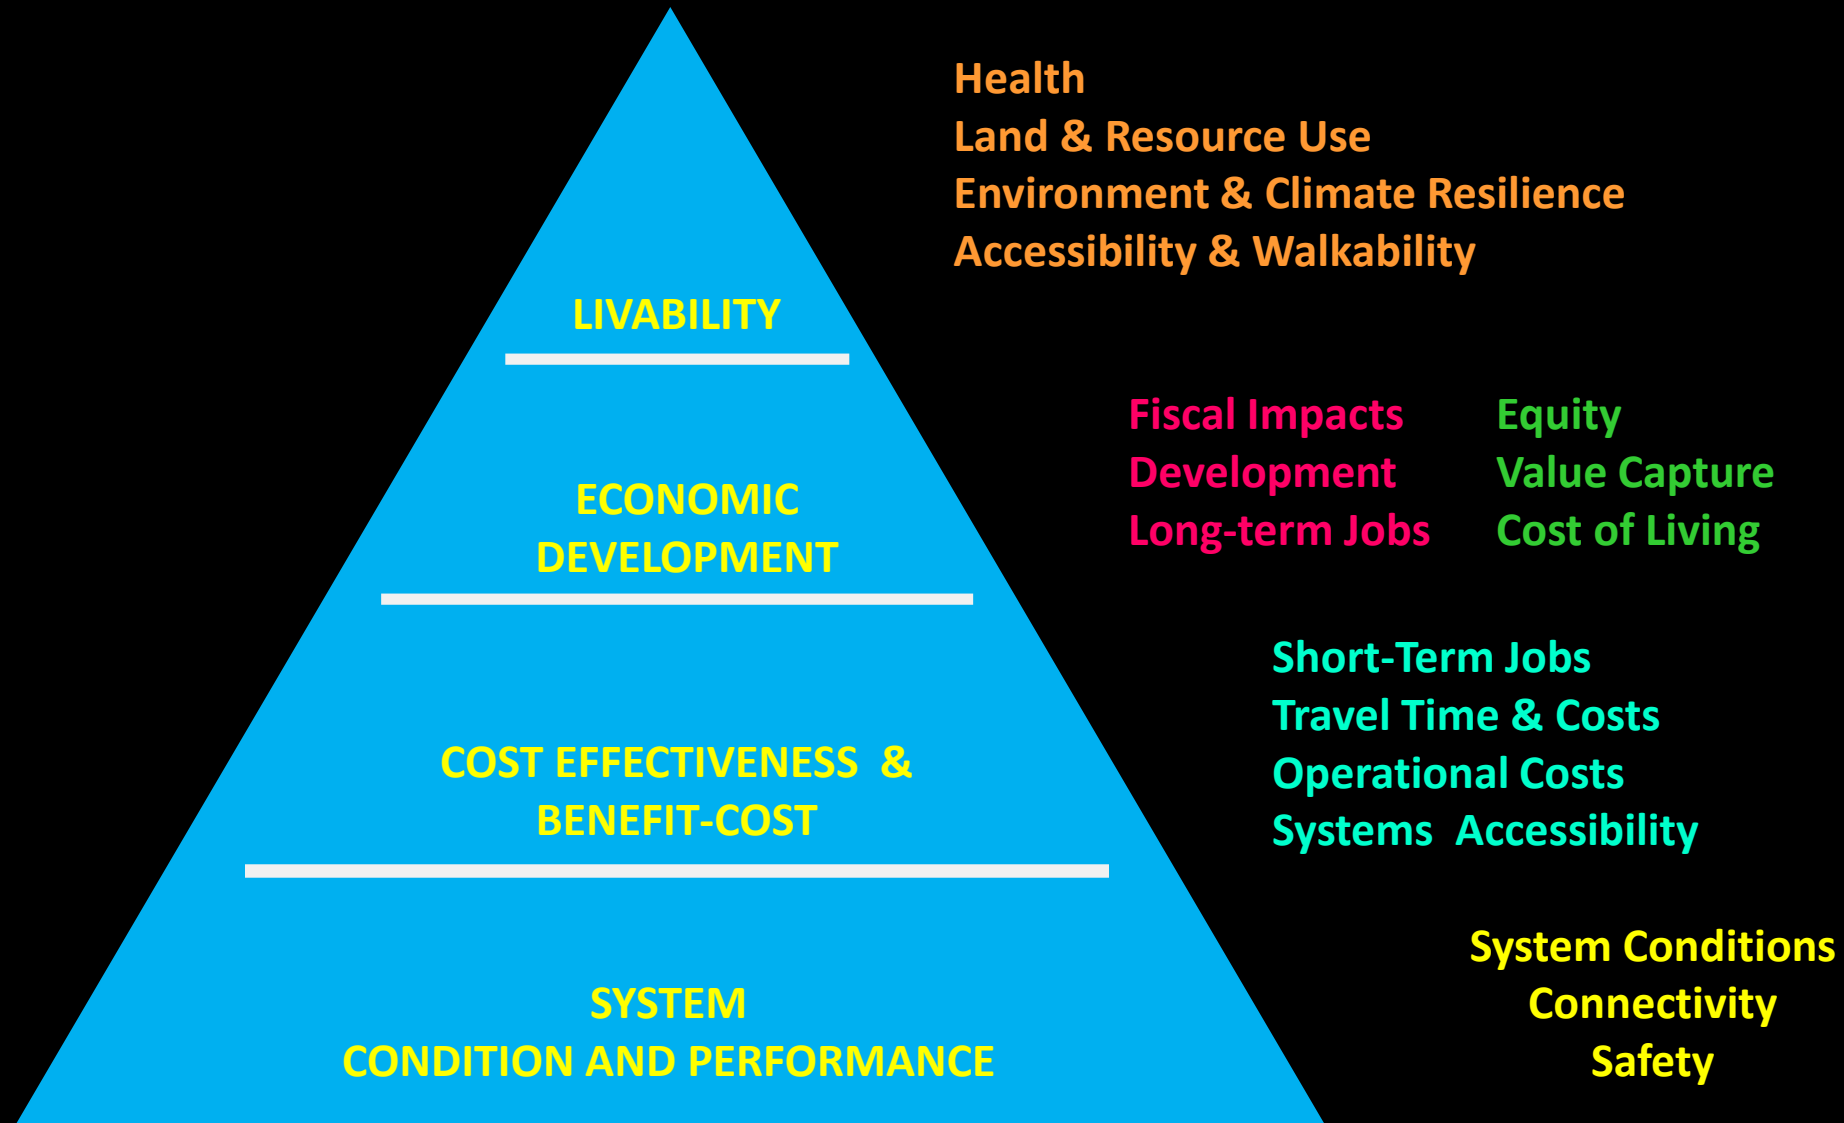 Health
Land & Resource Use
Environment & Climate Resilience
Accessibility & Walkability
LIVABILITY
Fiscal Impacts
Development
Long-term Jobs
Equity
Value Capture
Cost of Living
ECONOMIC
DEVELOPMENT
Short-Term Jobs
Travel Time & Costs
Operational Costs
Systems Accessibility
COST EFFECTIVENESS &
BENEFIT-COST
System Conditions
Connectivity
Safety
SYSTEM
CONDITION AND PERFORMANCE